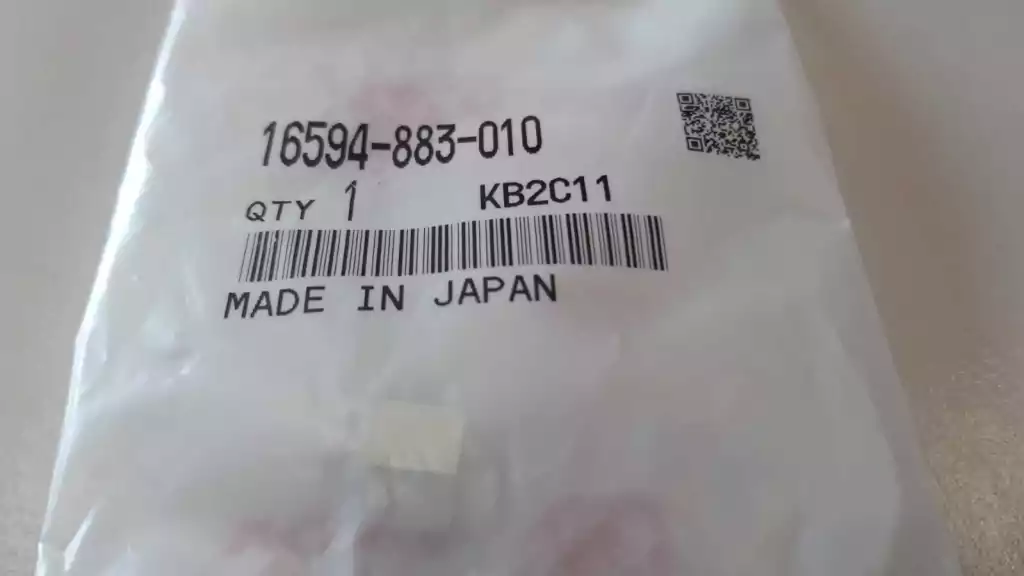 16594-883-010
QTY 1 KB2C11
MADE IN JAPAN